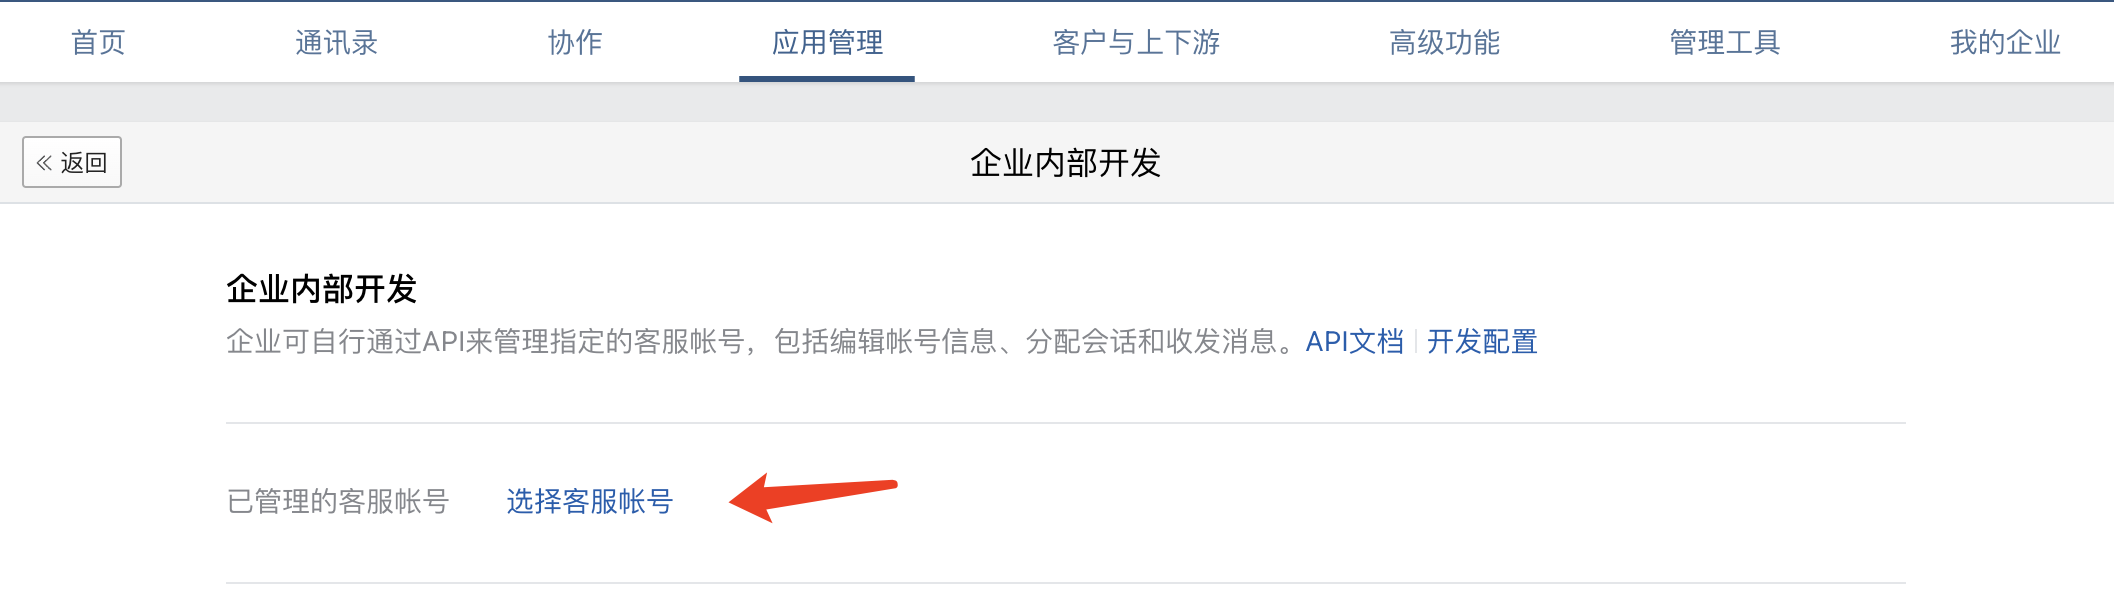 首页 通讯录 协作 应用管理 客户与上下游 高级功能 管理工具 我的企业
« 返回 企业内部开发
企业内部开发
企业可自行通过API来管理指定的客服帐号，包括编辑帐号信息、分配会话和收发消息。API文档 | 开发配置
已管理的客服帐号 选择客服帐号